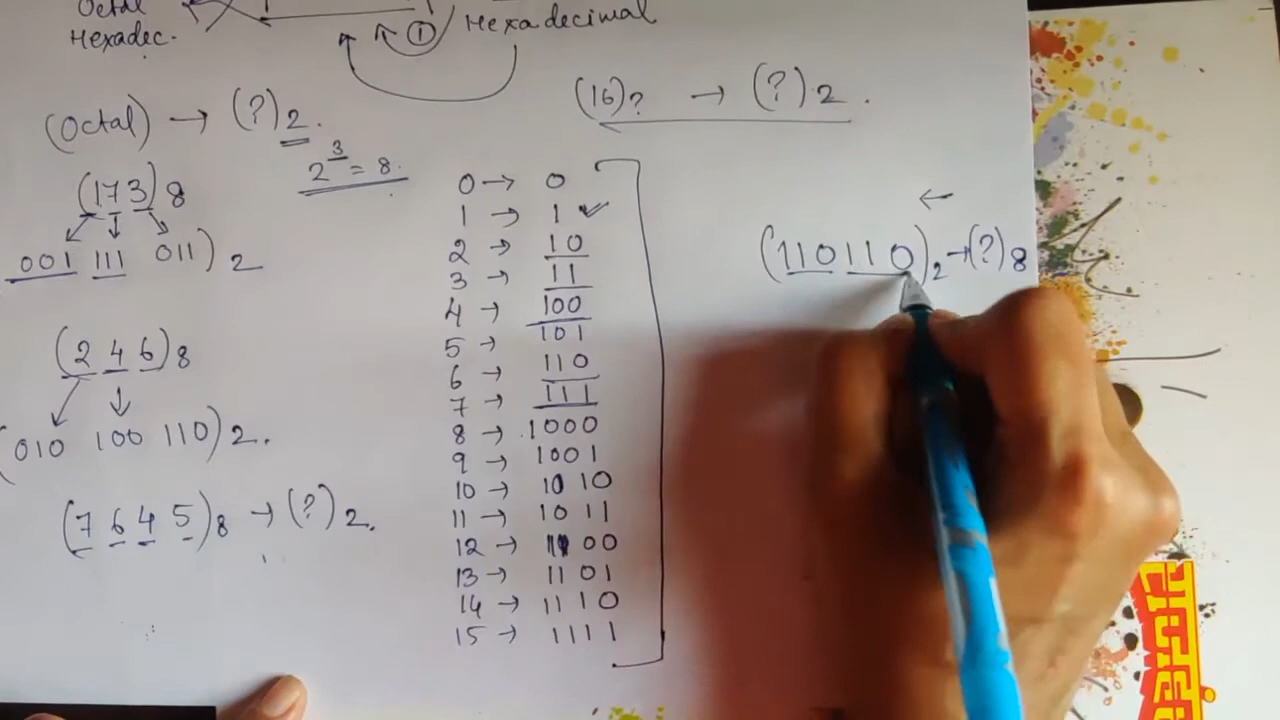 Octal
Hexadec.
① Hexadecimal
(Octal) → (?)2.
2^3 = 8.
(173)8
001 111 011)2
(246)8
(010 100 110)2.
(7645)8 → (?)2.
0 → 0
1 → 1 ✓
2 → 10
3 → 11
4 → 100
5 → 101
6 → 110
7 → 111
8 → 1000
9 → 1001
10 → 1010
11 → 1011
12 → 1100
13 → 1101
14 → 1110
15 → 1111
(16)? → (?)2.
←
(110110)2 → (?)8